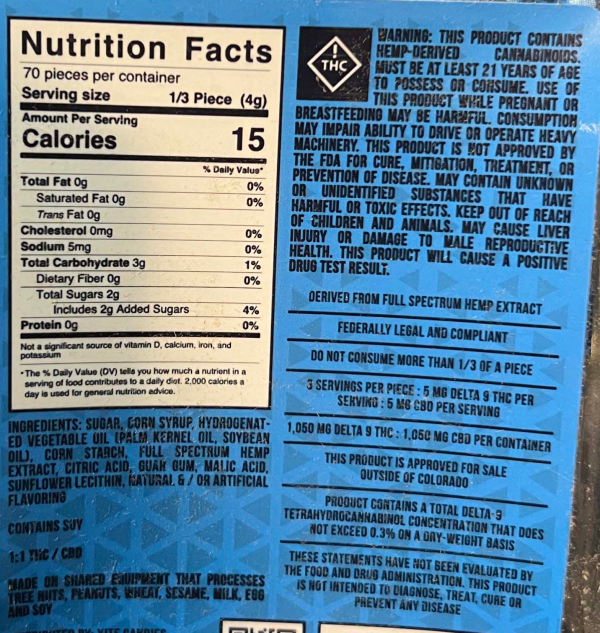 Nutrition Facts
70 pieces per container
Serving size 1/3 Piece (4g)
Amount Per Serving
Calories 15
% Daily Value*
Total Fat 0g 0%
Saturated Fat 0g 0%
Trans Fat 0g
Cholesterol 0mg 0%
Sodium 5mg 0%
Total Carbohydrate 3g 1%
Dietary Fiber 0g 0%
Total Sugars 2g
Includes 2g Added Sugars 4%
Protein 0g 0%
Not a significant source of vitamin D, calcium, iron, and
potassium
*The % Daily Value (DV) tells you how much a nutrient in a
serving of food contributes to a daily diet. 2,000 calories a
day is used for general nutrition advice.
INGREDIENTS: SUGAR, CORN SYRUP, HYDROGENAT-
ED VEGETABLE OIL (PALM KERNEL OIL, SOYBEAN
OIL), CORN STARCH, FULL SPECTRUM HEMP
EXTRACT, CITRIC ACID, GUAR GUM, MALIC ACID,
SUNFLOWER LECITHIN, NATURAL & / OR ARTIFICIAL
FLAVORING
CONTAINS SOY
1:1 THC / CBD
MADE ON SHARED EQUIPMENT THAT PROCESSES
TREE NUTS, PEANUTS, WHEAT, SESAME, MILK, EGG
AND SOY
!
THC
WARNING: THIS PRODUCT CONTAINS
HEMP-DERIVED CANNABINOIDS.
MUST BE AT LEAST 21 YEARS OF AGE
TO POSSESS OR CONSUME. USE OF
THIS PRODUCT WHILE PREGNANT OR
BREASTFEEDING MAY BE HARMFUL. CONSUMPTION
MAY IMPAIR ABILITY TO DRIVE OR OPERATE HEAVY
MACHINERY. THIS PRODUCT IS NOT APPROVED BY
THE FDA FOR CURE, MITIGATION, TREATMENT, OR
PREVENTION OF DISEASE. MAY CONTAIN UNKNOWN
OR UNIDENTIFIED SUBSTANCES THAT HAVE
HARMFUL OR TOXIC EFFECTS. KEEP OUT OF REACH
OF CHILDREN AND ANIMALS. MAY CAUSE LIVER
INJURY OR DAMAGE TO MALE REPRODUCTIVE
HEALTH. THIS PRODUCT WILL CAUSE A POSITIVE
DRUG TEST RESULT.
DERIVED FROM FULL SPECTRUM HEMP EXTRACT
FEDERALLY LEGAL AND COMPLIANT
DO NOT CONSUME MORE THAN 1/3 OF A PIECE
3 SERVINGS PER PIECE : 5 MG DELTA 9 THC PER
SERVING : 5 MG CBD PER SERVING
1,050 MG DELTA 9 THC : 1,050 MG CBD PER CONTAINER
THIS PRODUCT IS APPROVED FOR SALE
OUTSIDE OF COLORADO
PRODUCT CONTAINS A TOTAL DELTA-9
TETRAHYDROCANNABINOL CONCENTRATION THAT DOES
NOT EXCEED 0.3% ON A DRY-WEIGHT BASIS
THESE STATEMENTS HAVE NOT BEEN EVALUATED BY
THE FOOD AND DRUG ADMINISTRATION. THIS PRODUCT
IS NOT INTENDED TO DIAGNOSE, TREAT, CURE OR
PREVENT ANY DISEASE